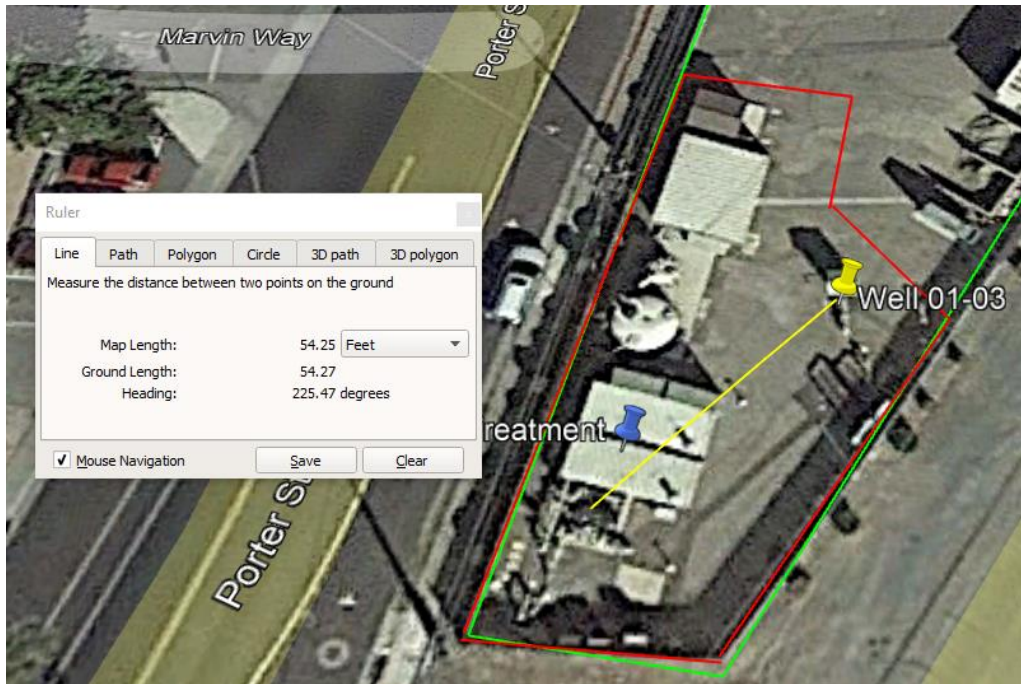 Marvin Way
Porter S
Ruler
Line Path Polygon Circle 3D path 3D polygon
Measure the distance between two points on the ground
Map Length: 54.25 Feet
Ground Length: 54.27
Heading: 225.47 degrees
Mouse Navigation Save Clear
Well 01-03
reatment
Porter St